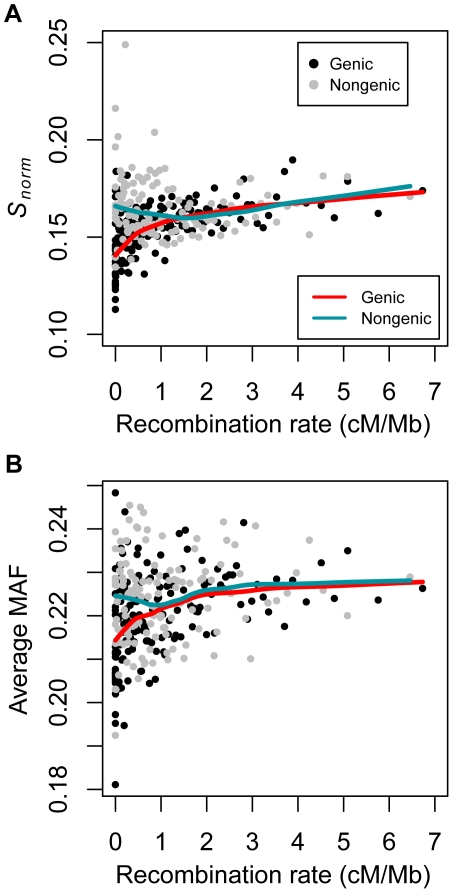 A
0.25
0.20
0.15
0.10
Snorm
Genic
Nongenic
Genic
Nongenic
0 1 2 3 4 5 6 7
Recombination rate (cM/Mb)
B
0.24
0.22
0.20
0.18
Average MAF
0 1 2 3 4 5 6 7
Recombination rate (cM/Mb)